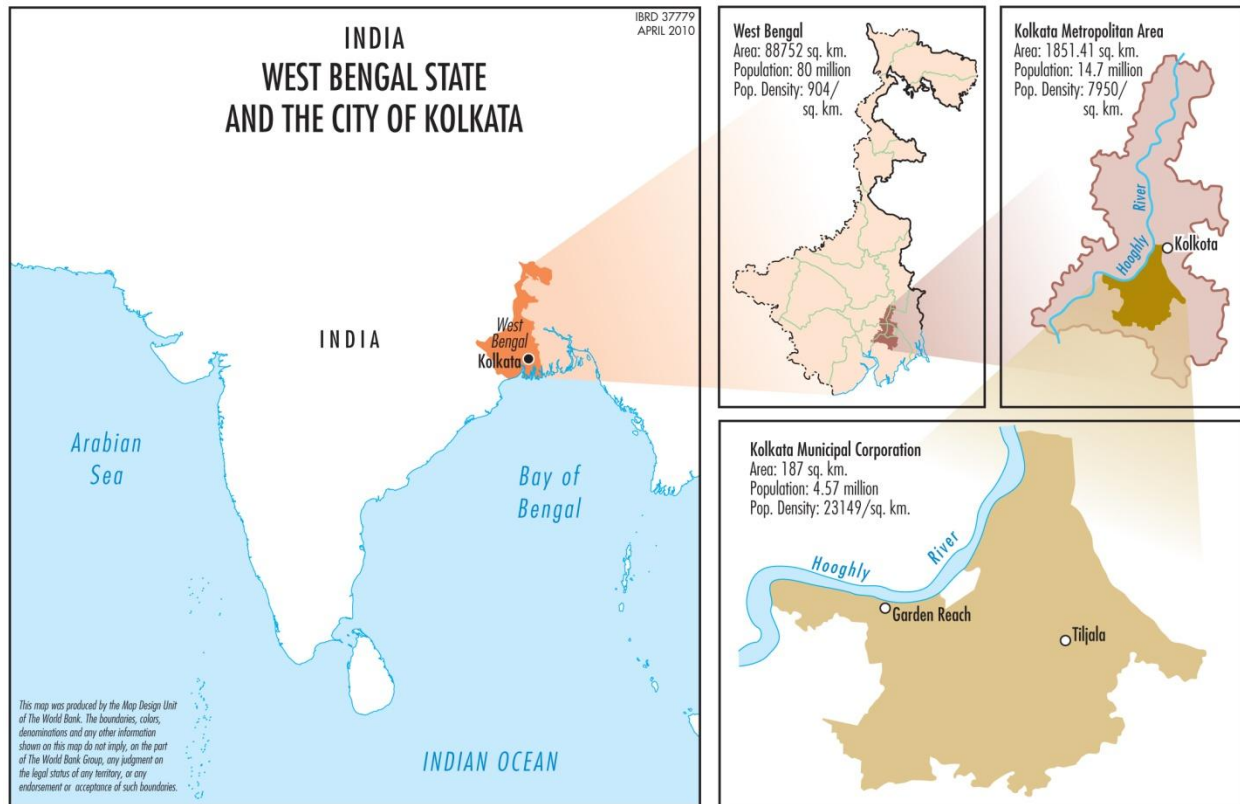 IBRD 37779
APRIL 2010
INDIA
WEST BENGAL STATE
AND THE CITY OF KOLKATA
INDIA
West
Bengal
Kolkata
Arabian
Sea
Bay of
Bengal
INDIAN OCEAN
This map was produced by the Map Design Unit
of The World Bank. The boundaries, colors,
denominations and any other information
shown on this map do not imply, on the part
of The World Bank Group, any judgment on
the legal status of any territory, or any
endorsement or acceptance of such boundaries.
West Bengal
Area: 88752 sq. km.
Population: 80 million
Pop. Density: 904/
sq. km.
Kolkata Metropolitan Area
Area: 1851.41 sq. km.
Population: 14.7 million
Pop. Density: 7950/
sq. km.
Hooghly River
Kolkota
Kolkata Municipal Corporation
Area: 187 sq. km.
Population: 4.57 million
Pop. Density: 23149/sq. km.
Hooghly River
Garden Reach
Tiljala